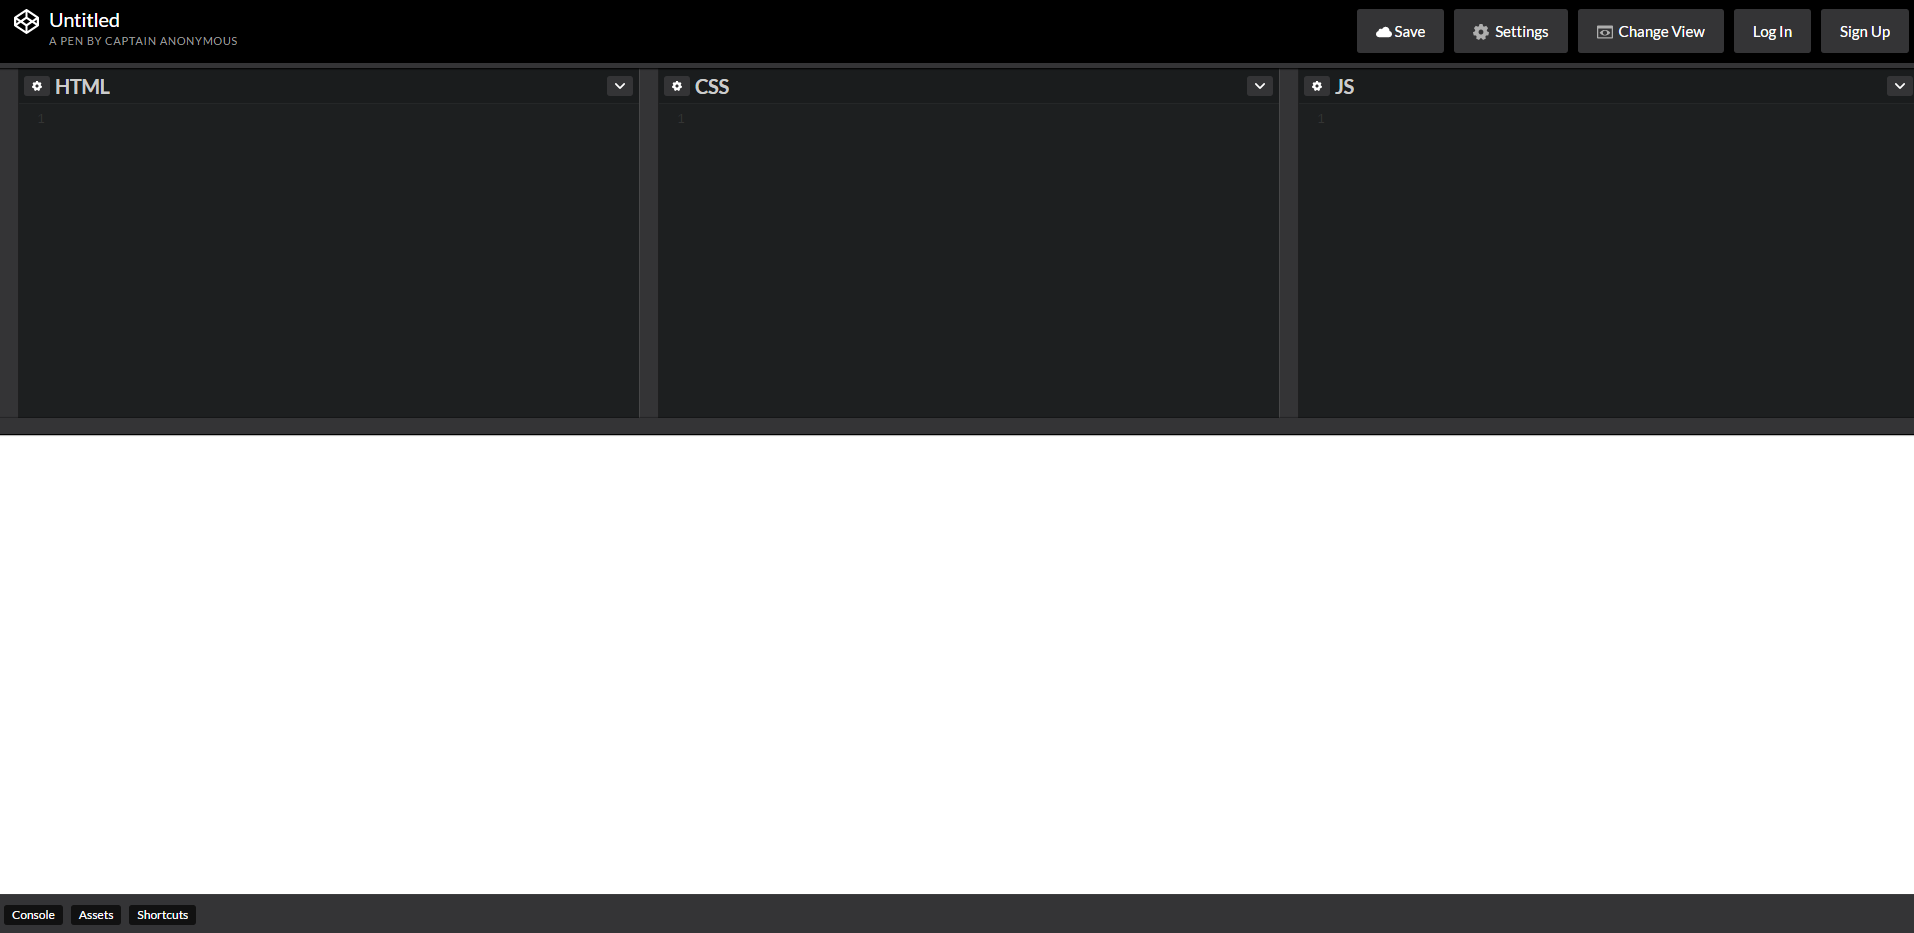 Untitled
A PEN BY CAPTAIN ANONYMOUS
Save
Settings
Change View
Log In
Sign Up
HTML
CSS
JS
1
1
1
Console
Assets
Shortcuts